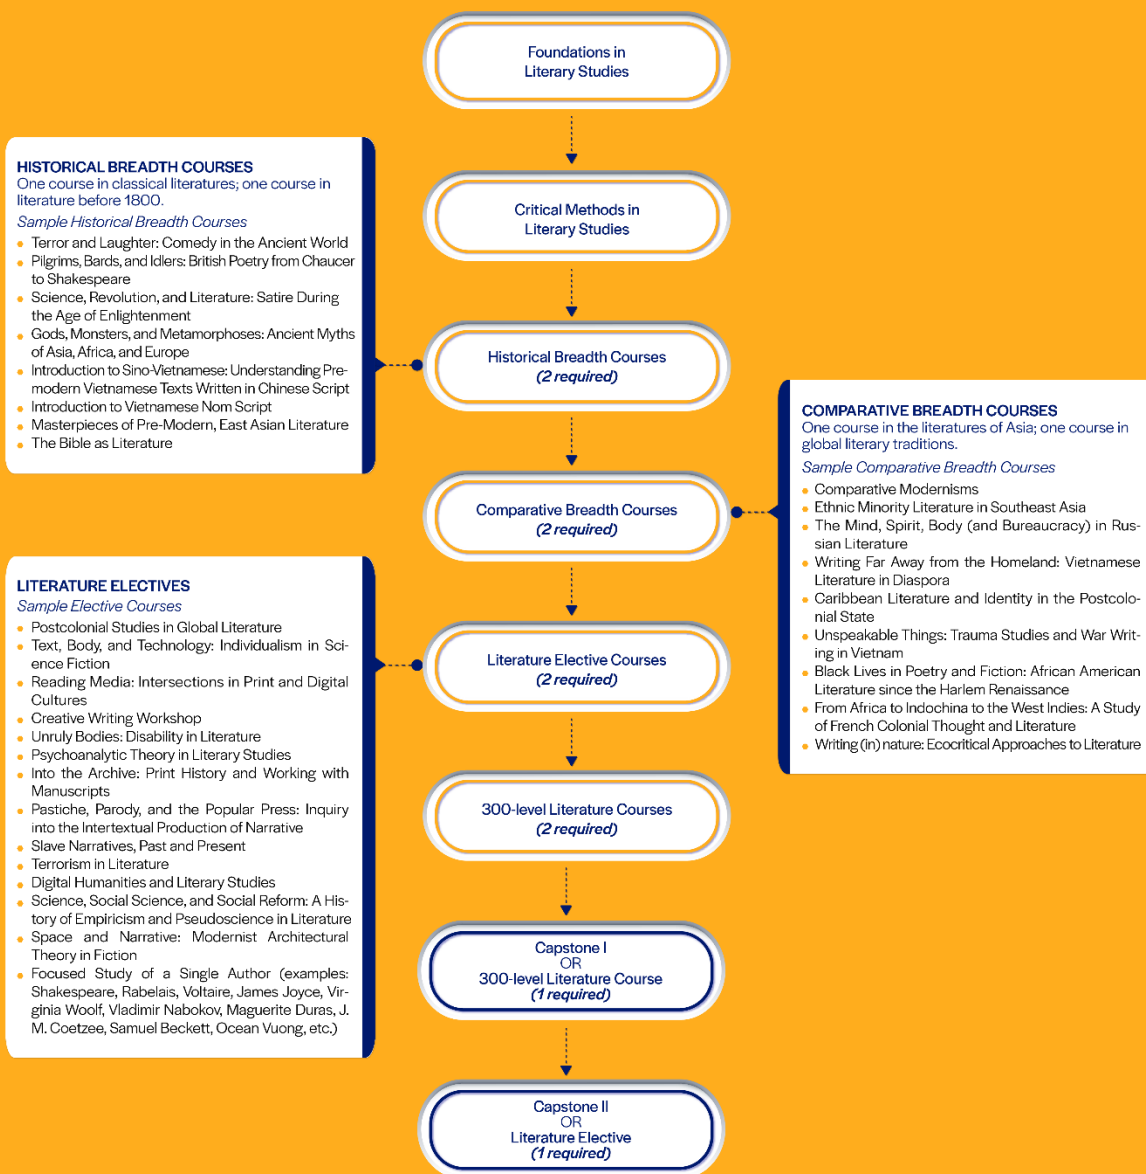 Foundations in
Literary Studies
Critical Methods in
Literary Studies
HISTORICAL BREADTH COURSES
One course in classical literatures; one course in
literature before 1800.
Sample Historical Breadth Courses
Terror and Laughter: Comedy in the Ancient World
Pilgrims, Bards, and Idlers: British Poetry from Chaucer
to Shakespeare
Science, Revolution, and Literature: Satire During
the Age of Enlightenment
Gods, Monsters, and Metamorphoses: Ancient Myths
of Asia, Africa, and Europe
Introduction to Sino-Vietnamese: Understanding Pre-
modern Vietnamese Texts Written in Chinese Script
Introduction to Vietnamese Nom Script
Masterpieces of Pre-Modern, East Asian Literature
The Bible as Literature
Historical Breadth Courses
(2 required)
Comparative Breadth Courses
(2 required)
COMPARATIVE BREADTH COURSES
One course in the literatures of Asia; one course in
global literary traditions.
Sample Comparative Breadth Courses
Comparative Modernisms
Ethnic Minority Literature in Southeast Asia
The Mind, Spirit, Body (and Bureaucracy) in Rus-
sian Literature
Writing Far Away from the Homeland: Vietnamese
Literature in Diaspora
Caribbean Literature and Identity in the Postcolo-
nial State
Unspeakable Things: Trauma Studies and War Writ-
ing in Vietnam
Black Lives in Poetry and Fiction: African American
Literature since the Harlem Renaissance
From Africa to Indochina to the West Indies: A Study
of French Colonial Thought and Literature
Writing (in) nature: Ecocritical Approaches to Literature
LITERATURE ELECTIVES
Sample Elective Courses
Postcolonial Studies in Global Literature
Text, Body, and Technology: Individualism in Sci-
ence Fiction
Reading Media: Intersections in Print and Digital
Cultures
Creative Writing Workshop
Unruly Bodies: Disability in Literature
Psychoanalytic Theory in Literary Studies
Into the Archive: Print History and Working with
Manuscripts
Pastiche, Parody, and the Popular Press: Inquiry
into the Intertextual Production of Narrative
Slave Narratives, Past and Present
Terrorism in Literature
Digital Humanities and Literary Studies
Science, Social Science, and Social Reform: A His-
tory of Empiricism and Pseudoscience in Literature
Space and Narrative: Modernist Architectural
Theory in Fiction
Focused Study of a Single Author (examples:
Shakespeare, Rabelais, Voltaire, James Joyce, Vir-
ginia Woolf, Vladimir Nabokov, Maguerite Duras, J.
M. Coetzee, Samuel Beckett, Ocean Vuong, etc.)
Literature Elective Courses
(2 required)
300-level Literature Courses
(2 required)
Capstone I
OR
300-level Literature Course
(1 required)
Capstone II
OR
Literature Elective
(1 required)